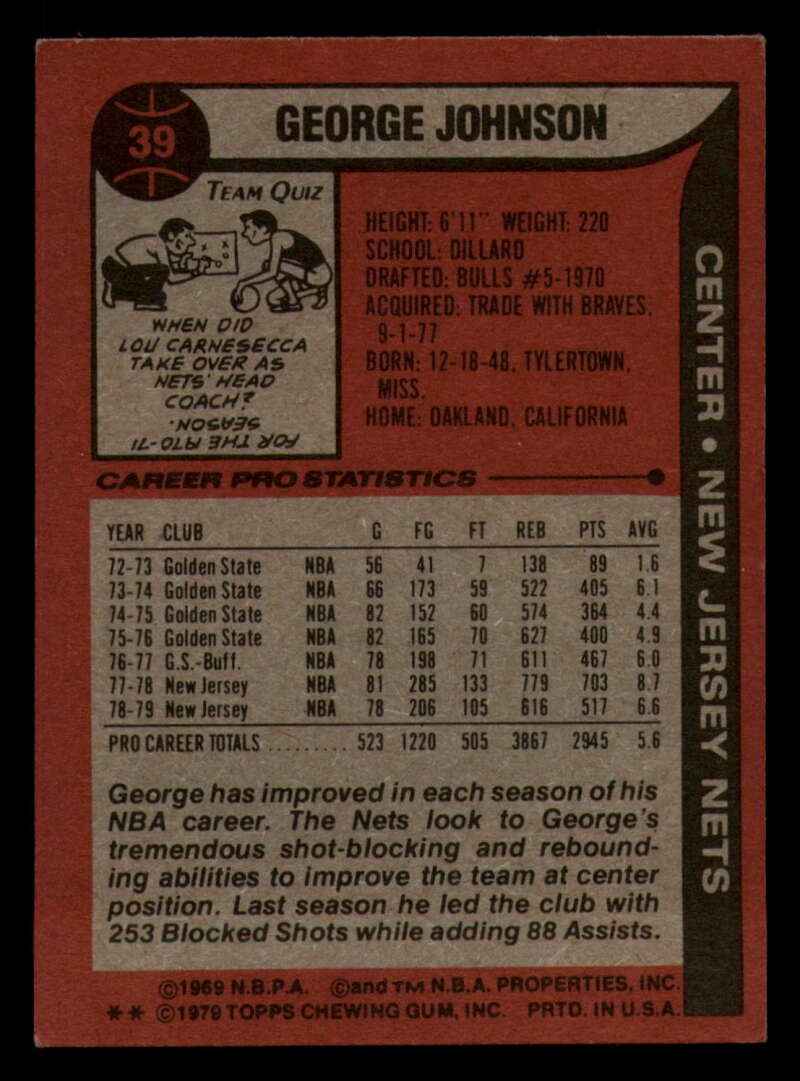 39
GEORGE JOHNSON
TEAM QUIZ
WHEN DID
LOU CARNESECCA
TAKE OVER AS
NETS' HEAD
COACH?
FOR THE 1970-71
SEASON.
HEIGHT: 6'11" WEIGHT: 220
SCHOOL: DILLARD
DRAFTED: BULLS #5-1970
ACQUIRED: TRADE WITH BRAVES,
9-1-77
BORN: 12-18-48, TYLERTOWN,
MISS.
HOME: OAKLAND, CALIFORNIA
CENTER • NEW JERSEY NETS
CAREER PRO STATISTICS
YEAR CLUB G FG FT REB PTS AVG
72-73 Golden State NBA 56 41 7 138 89 1.6
73-74 Golden State NBA 66 173 59 522 405 6.1
74-75 Golden State NBA 82 152 60 574 364 4.4
75-76 Golden State NBA 82 165 70 627 400 4.9
76-77 G.S.-Buff. NBA 78 198 71 611 467 6.0
77-78 New Jersey NBA 81 285 133 779 703 8.7
78-79 New Jersey NBA 78 206 105 616 517 6.6
PRO CAREER TOTALS ......... 523 1220 505 3867 2945 5.6
George has improved in each season of his
NBA career. The Nets look to George's
tremendous shot-blocking and rebound-
ing abilities to improve the team at center
position. Last season he led the club with
253 Blocked Shots while adding 88 Assists.
©1969 N.B.P.A. ©and TM N.B.A. PROPERTIES, INC.
** ©1979 TOPPS CHEWING GUM, INC. PRTD. IN U.S.A.